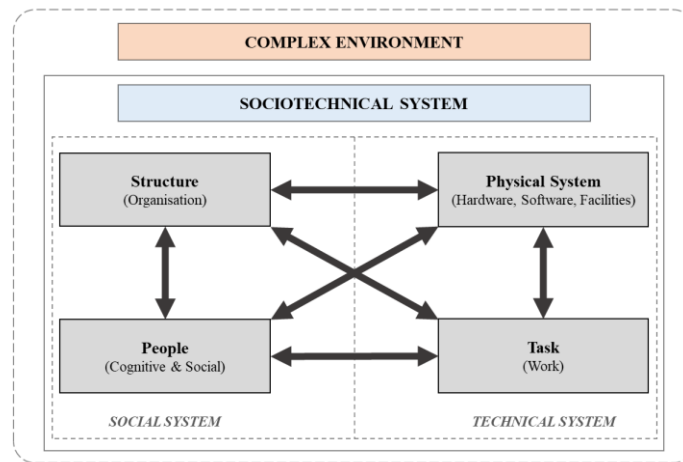 COMPLEX ENVIRONMENT
SOCIOTECHNICAL SYSTEM
Structure
(Organisation)
Physical System
(Hardware, Software, Facilities)
People
(Cognitive & Social)
Task
(Work)
SOCIAL SYSTEM
TECHNICAL SYSTEM